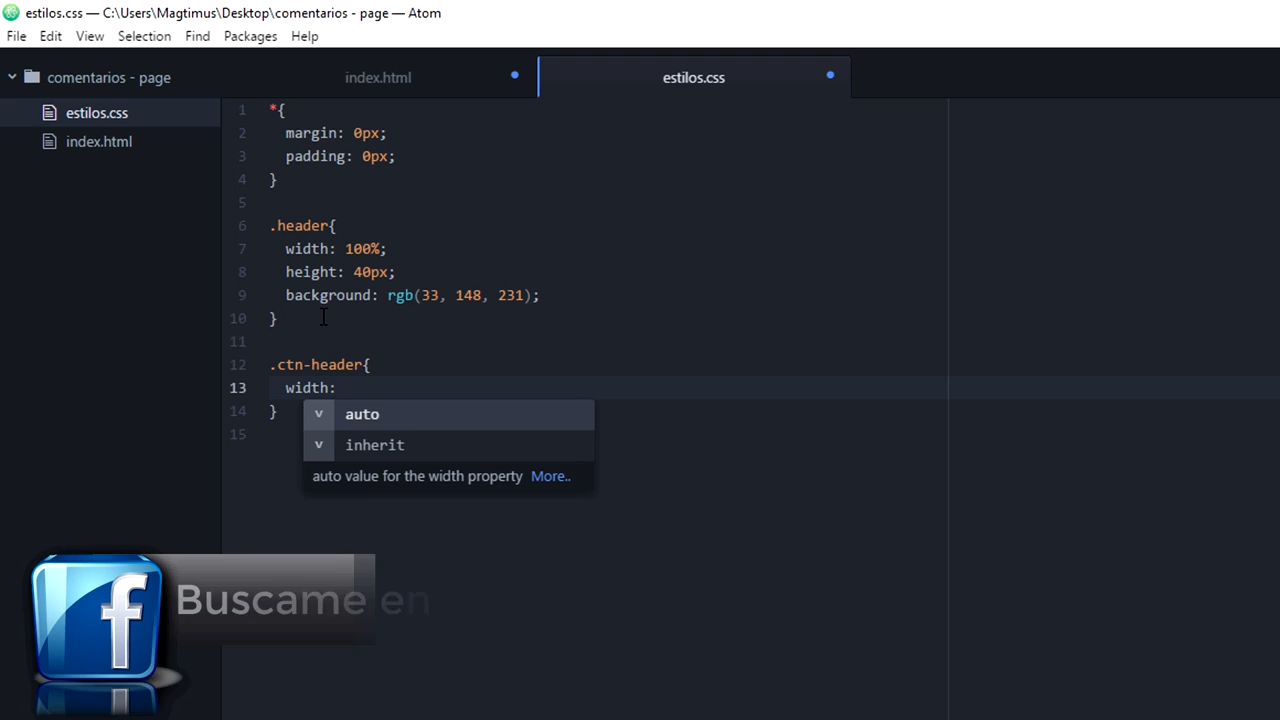 estilos.css — C:\Users\Magtimus\Desktop\comentarios - page — Atom
File Edit View Selection Find Packages Help
comentarios - page
index.html
estilos.css
estilos.css
index.html
1 *{
2 margin: 0px;
3 padding: 0px;
4 }
5
6 .header{
7 width: 100%;
8 height: 40px;
9 background: rgb(33, 148, 231);
10 }
11
12 .ctn-header{
13 width:
14 }
15
v auto
v inherit
auto value for the width property More..
f Buscame en